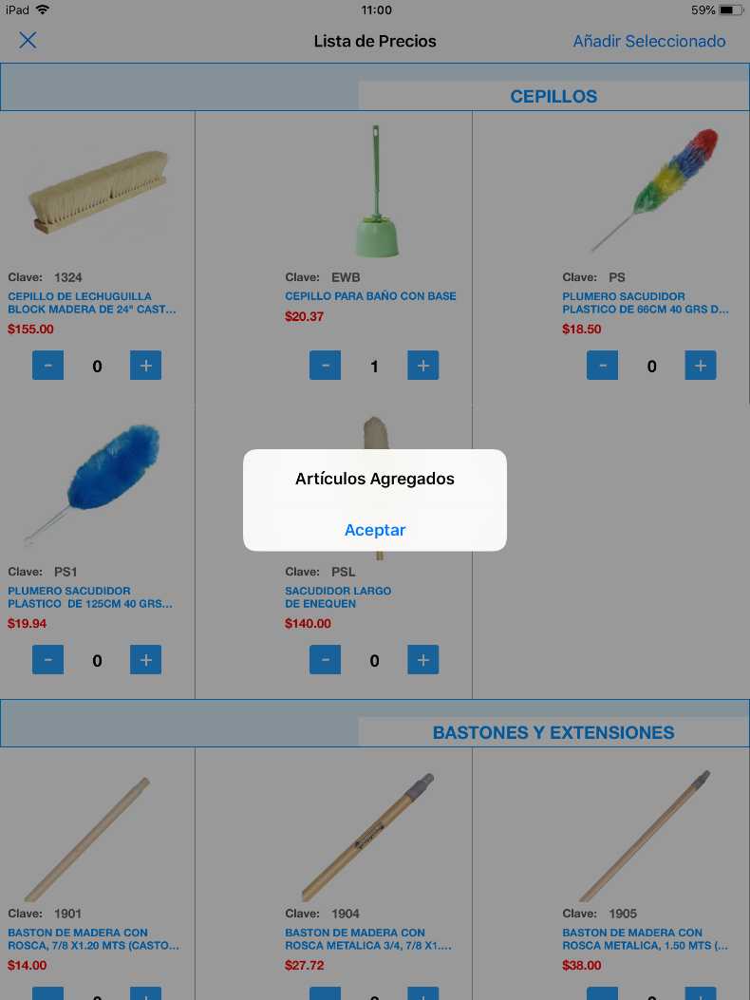 iPad 11:00 59%
Lista de Precios Añadir Seleccionado
CEPILLOS
Clave: 1324
CEPILLO DE LECHUGUILLA
BLOCK MADERA DE 24" CAST...
$155.00
- 0 +
Clave: EWB
CEPILLO PARA BAÑO CON BASE
$20.37
- 1 +
Clave: PS
PLUMERO SACUDIDOR
PLASTICO DE 66CM 40 GRS D...
$18.50
- 0 +
Artículos Agregados
Aceptar
Clave: PS1
PLUMERO SACUDIDOR
PLASTICO DE 125CM 40 GRS...
$19.94
- 0 +
Clave: PSL
SACUDIDOR LARGO
DE ENEQUEN
$140.00
- 0 +
BASTONES Y EXTENSIONES
Clave: 1901
BASTON DE MADERA CON
ROSCA, 7/8 X1.20 MTS (CASTO...
$14.00
Clave: 1904
BASTON DE MADERA CON
ROSCA METALICA 3/4, 7/8 X1....
$27.72
Clave: 1905
BASTON DE MADERA CON
ROSCA METALICA, 1.50 MTS (...
$38.00